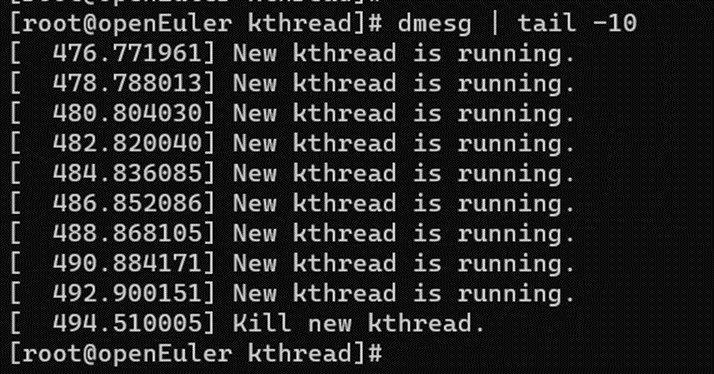 [root@openEuler kthread]# dmesg | tail -10
[  476.771961] New kthread is running.
[  478.788013] New kthread is running.
[  480.804030] New kthread is running.
[  482.820040] New kthread is running.
[  484.836085] New kthread is running.
[  486.852086] New kthread is running.
[  488.868105] New kthread is running.
[  490.884171] New kthread is running.
[  492.900151] New kthread is running.
[  494.510005] Kill new kthread.
[root@openEuler kthread]#